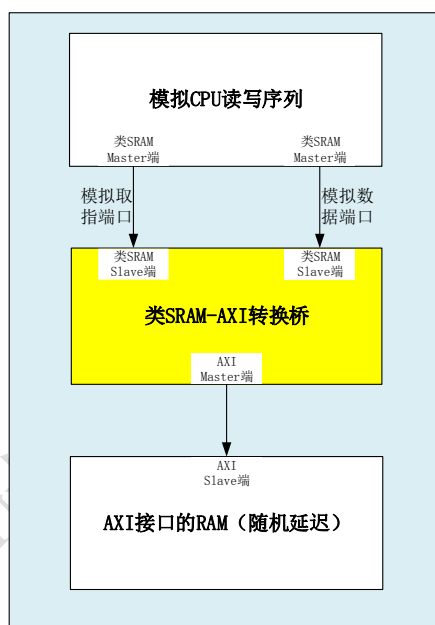 模拟CPU读写序列
类SRAM
Master端
类SRAM
Master端
模拟取
指端口
模拟数
据端口
类SRAM
Slave端
类SRAM
Slave端
类SRAM-AXI转换桥
AXI
Master端
AXI
Slave端
AXI接口的RAM（随机延迟）